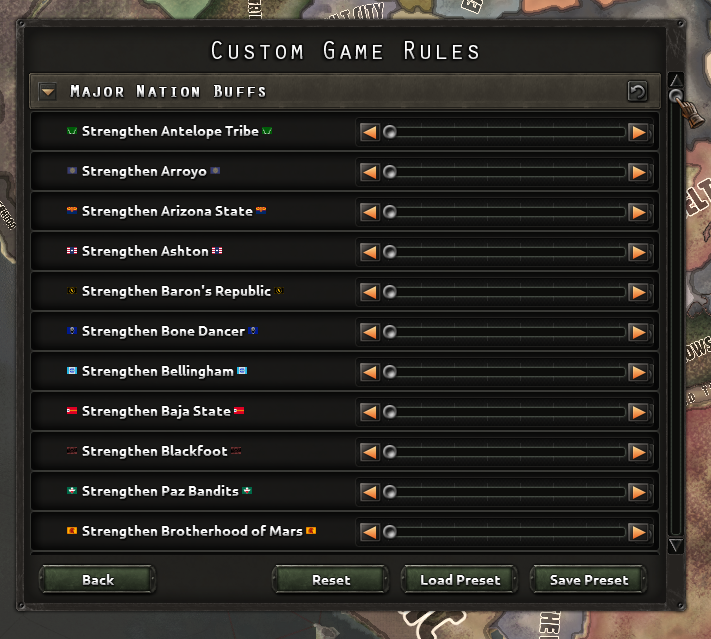 CUSTOM GAME RULES
MAJOR NATION BUFFS
Strengthen Antelope Tribe
Strengthen Arroyo
Strengthen Arizona State
Strengthen Ashton
Strengthen Baron's Republic
Strengthen Bone Dancer
Strengthen Bellingham
Strengthen Baja State
Strengthen Blackfoot
Strengthen Paz Bandits
Strengthen Brotherhood of Mars
Back
Reset
Load Preset
Save Preset